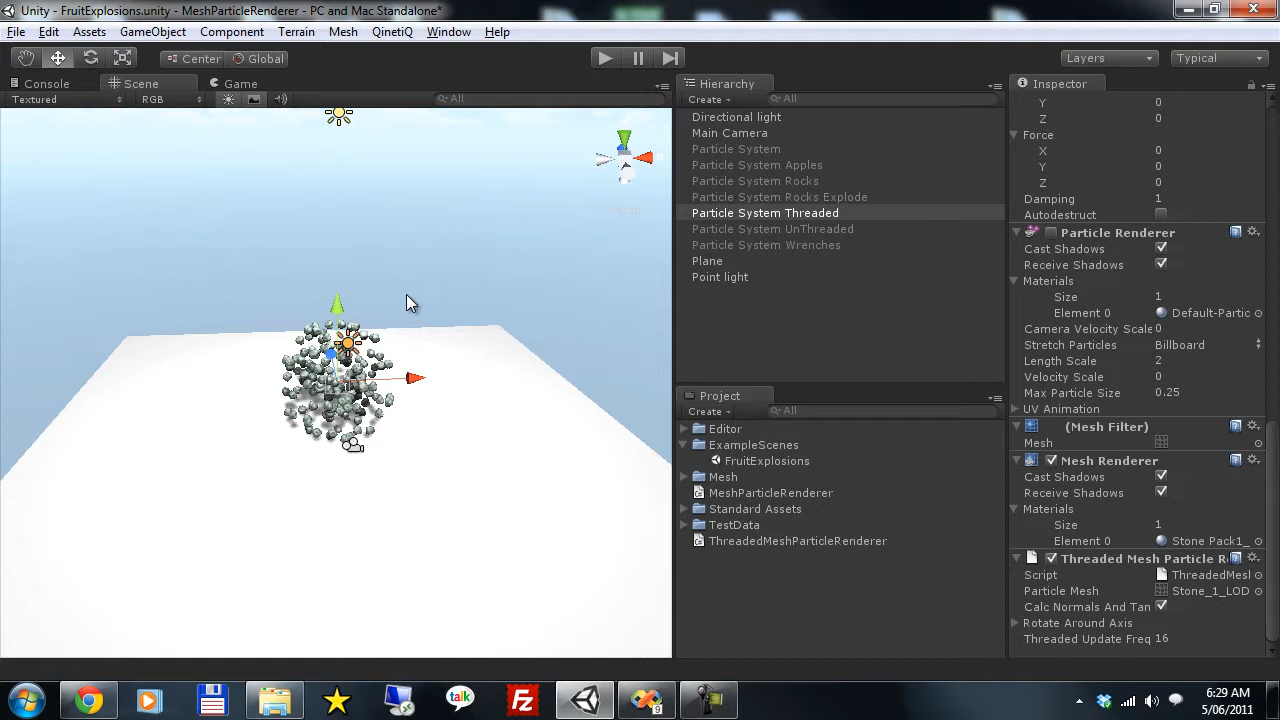 Unity - FruitExplosions.unity - MeshParticleRenderer - PC and Mac Standalone*
File Edit Assets GameObject Component Terrain Mesh QinetiQ Window Help
Center Global Layers Typical
Console Scene Game
Textured RGB All
Hierarchy
Create All
Directional light
Main Camera
Particle System
Particle System Apples
Particle System Rocks
Particle System Rocks Explode
Particle System Threaded
Particle System UnThreaded
Particle System Wrenches
Plane
Point light
Project
Create All
Editor
ExampleScenes
FruitExplosions
Mesh
MeshParticleRenderer
Standard Assets
TestData
ThreadedMeshParticleRenderer
Inspector
Y 0
Z 0
Force
X 0
Y 0
Z 0
Damping 1
Autodestruct
Particle Renderer
Cast Shadows
Receive Shadows
Materials
Size 1
Element 0 Default-Partic
Camera Velocity Scale 0
Stretch Particles Billboard
Length Scale 2
Velocity Scale 0
Max Particle Size 0.25
UV Animation
(Mesh Filter)
Mesh
Mesh Renderer
Cast Shadows
Receive Shadows
Materials
Size 1
Element 0 Stone Pack1_
Threaded Mesh Particle R
Script ThreadedMesl
Particle Mesh Stone_1_LOD
Calc Normals And Tan
Rotate Around Axis
Threaded Update Freq 16
talk
9
6:29 AM
5/06/2011